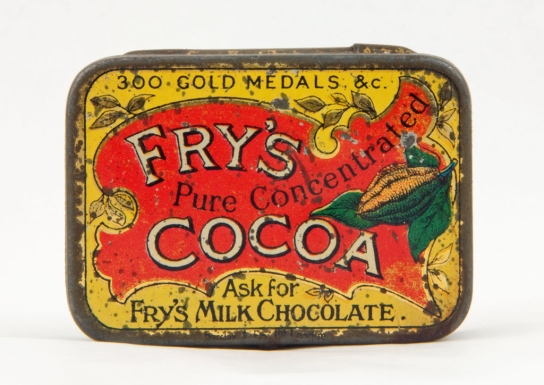 300 GOLD MEDALS, &c.
FRY'S
Pure Concentrated
COCOA
Ask for
FRY'S MILK CHOCOLATE.